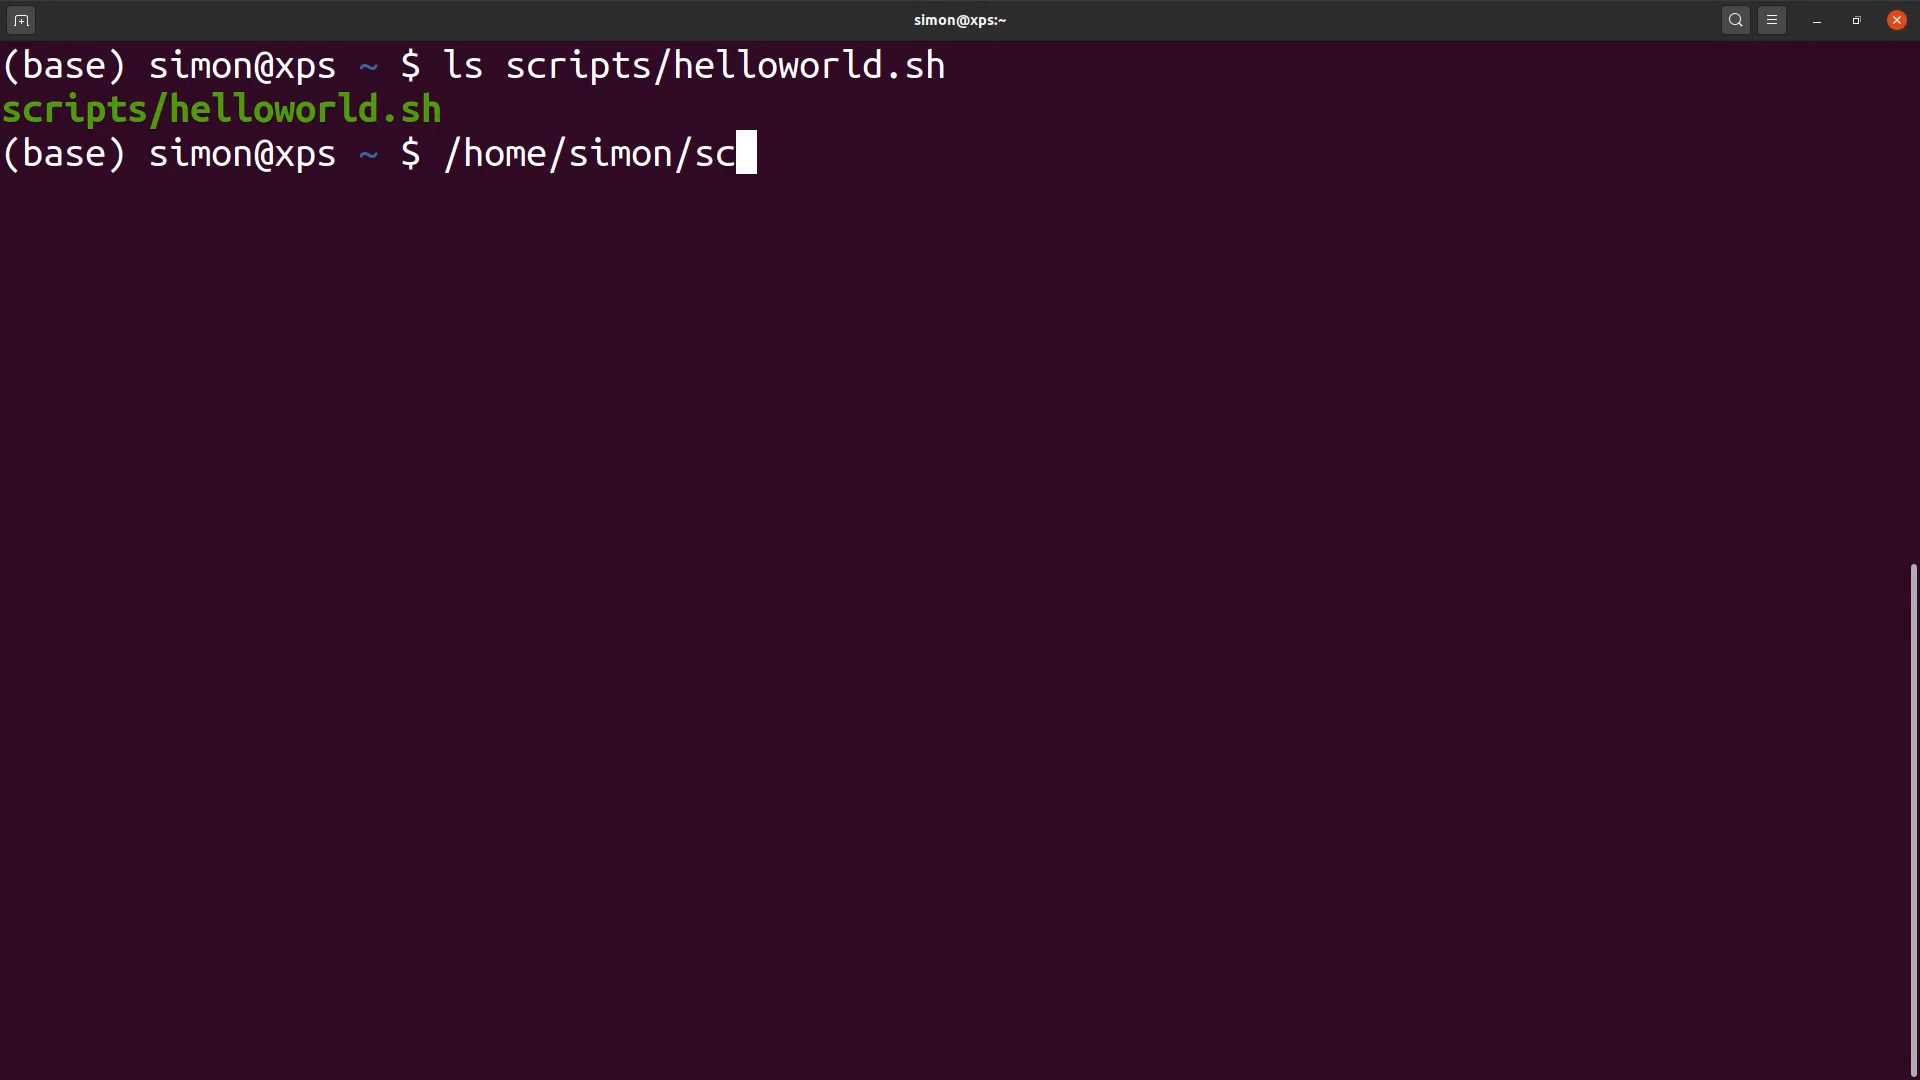 simon@xps:~
(base) simon@xps ~ $ ls scripts/helloworld.sh
scripts/helloworld.sh
(base) simon@xps ~ $ /home/simon/sc